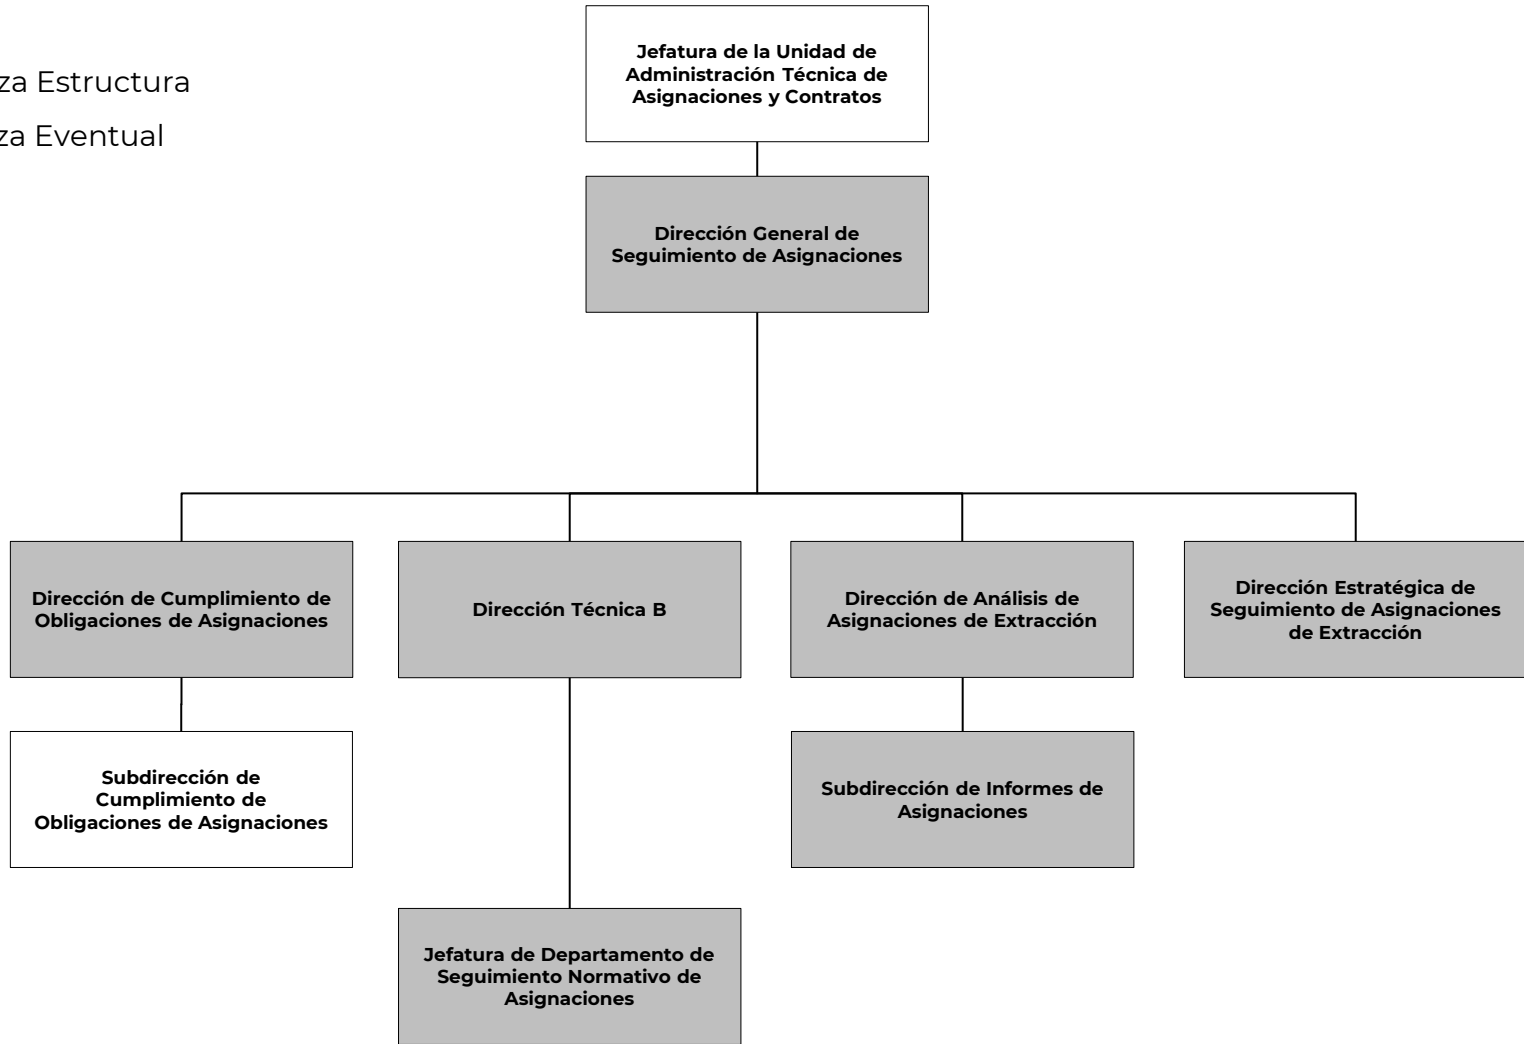 Jefatura de la Unidad de
Administración Técnica de
Asignaciones y Contratos
za Estructura
za Eventual
Dirección General de
Seguimiento de Asignaciones
Dirección de Cumplimiento de
Obligaciones de Asignaciones
Dirección Técnica B
Dirección de Análisis de
Asignaciones de Extracción
Dirección Estratégica de
Seguimiento de Asignaciones
de Extracción
Subdirección de
Cumplimiento de
Obligaciones de Asignaciones
Subdirección de Informes de
Asignaciones
Jefatura de Departamento de
Seguimiento Normativo de
Asignaciones